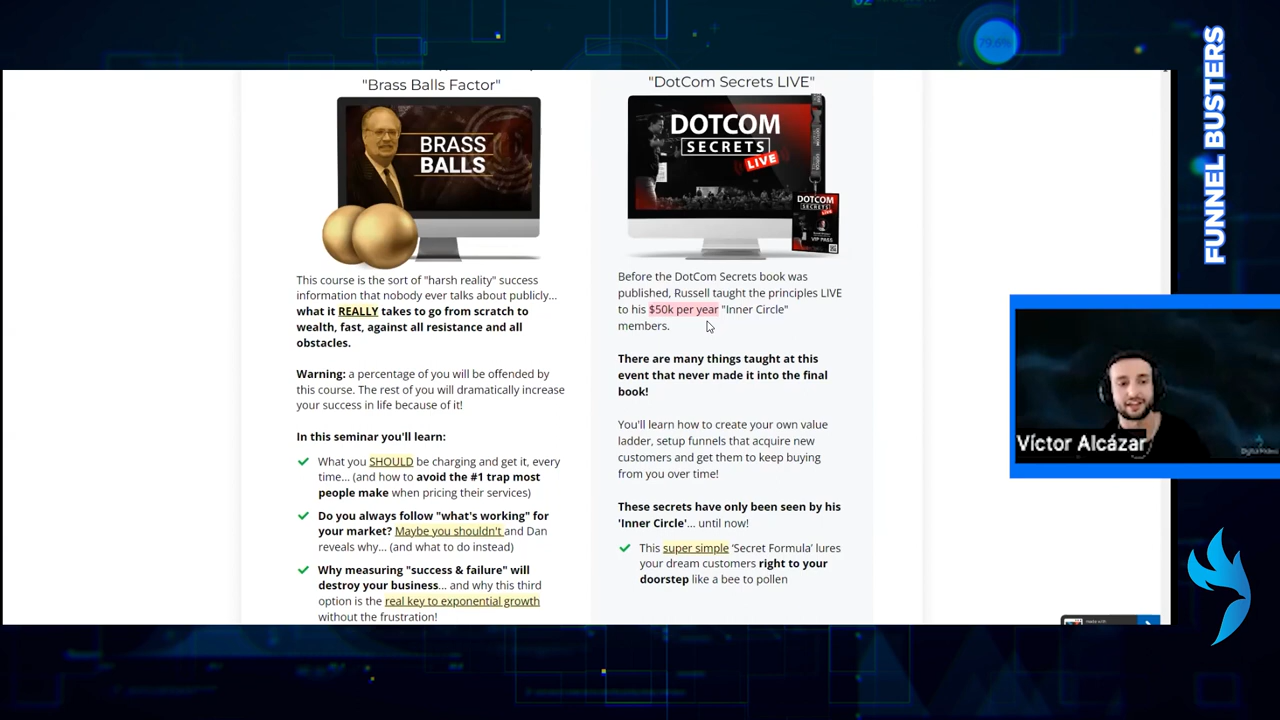 79.6%
FUNNEL BUSTERS
"Brass Balls Factor"
BRASS
BALLS
This course is the sort of "harsh reality" success
information that nobody ever talks about publicly...
what it REALLY takes to go from scratch to
wealth, fast, against all resistance and all
obstacles.
Warning: a percentage of you will be offended by
this course. The rest of you will dramatically increase
your success in life because of it!
In this seminar you'll learn:
What you SHOULD be charging and get it, every
time... (and how to avoid the #1 trap most
people make when pricing their services)
Do you always follow "what's working" for
your market? Maybe you shouldn't and Dan
reveals why... (and what to do instead)
Why measuring "success & failure" will
destroy your business... and why this third
option is the real key to exponential growth
without the frustration!
"DotCom Secrets LIVE"
DOTCOM
SECRETS
LIVE
DOTCOM
SECRETS
VIP PASS
Before the DotCom Secrets book was
published, Russell taught the principles LIVE
to his $50k per year "Inner Circle"
members.
There are many things taught at this
event that never made it into the final
book!
You'll learn how to create your own value
ladder, setup funnels that acquire new
customers and get them to keep buying
from you over time!
These secrets have only been seen by his
'Inner Circle'... until now!
This super simple 'Secret Formula' lures
your dream customers right to your
doorstep like a bee to pollen
Víctor Alcázar